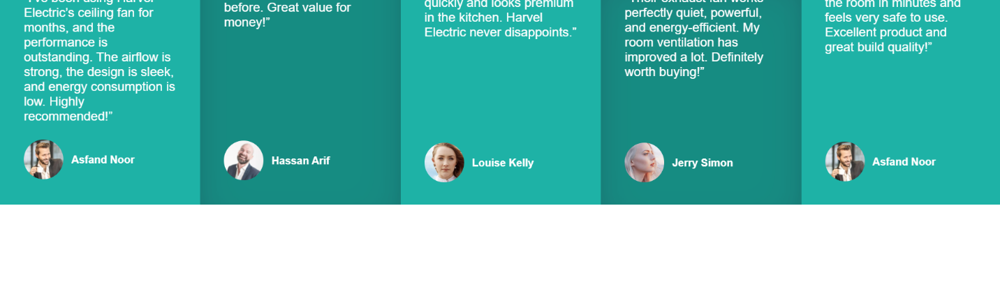 "I've been using Harvel
Electric's ceiling fan for
months, and the
performance is
outstanding. The airflow is
strong, the design is sleek,
and energy consumption is
low. Highly
recommended!”
Asfand Noor
before. Great value for
money!”
Hassan Arif
quickly and looks premium
in the kitchen. Harvel
Electric never disappoints.”
Louise Kelly
“Their exhaust fan works
perfectly quiet, powerful,
and energy-efficient. My
room ventilation has
improved a lot. Definitely
worth buying!”
Jerry Simon
the room in minutes and
feels very safe to use.
Excellent product and
great build quality!”
Asfand Noor